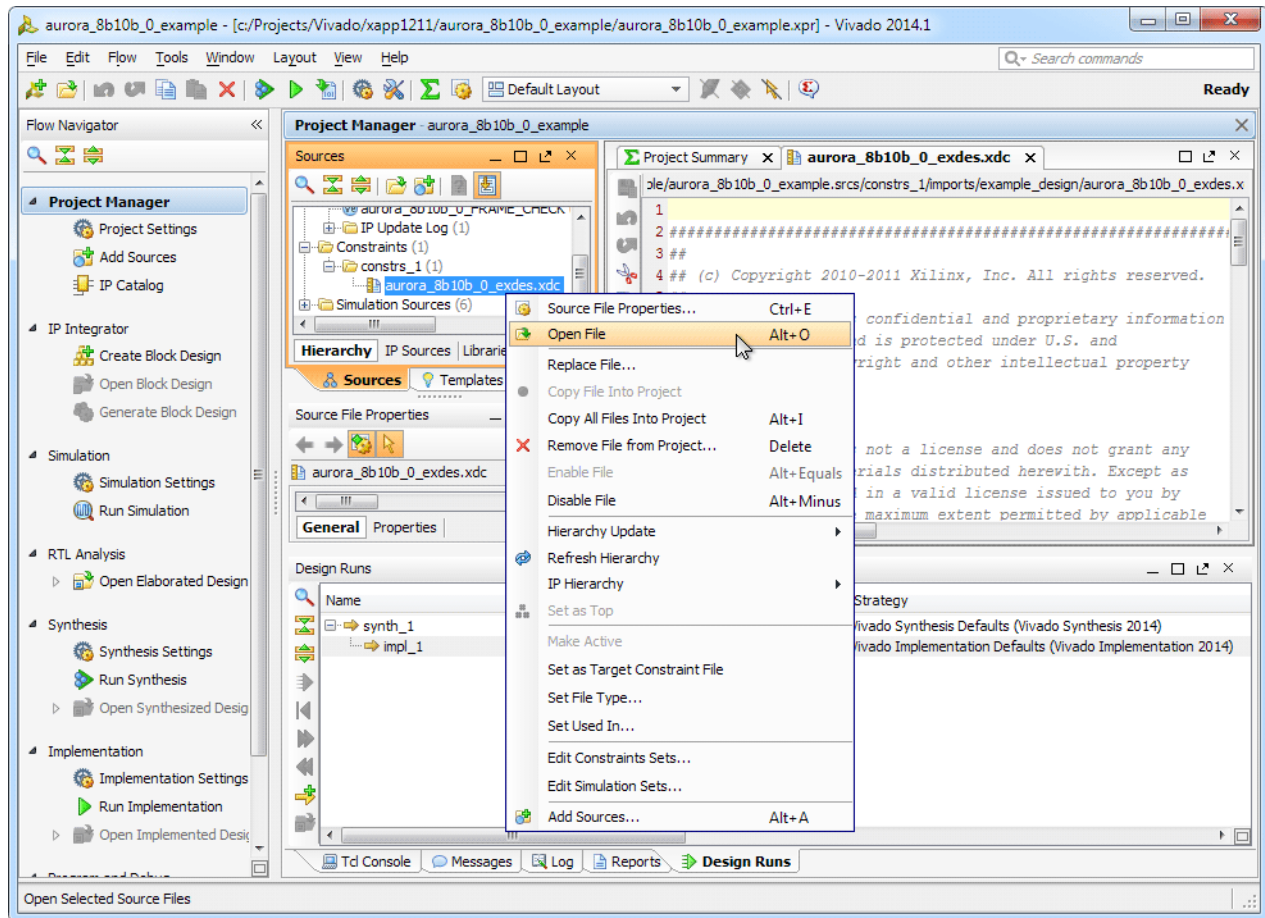 aurora_8b10b_0_example - [c:/Projects/Vivado/xapp1211/aurora_8b10b_0_example/aurora_8b10b_0_example.xpr] - Vivado 2014.1
File Edit Flow Tools Window Layout View Help
Search commands
Default Layout
Ready
Flow Navigator
Project Manager
Project Settings
Add Sources
IP Catalog
IP Integrator
Create Block Design
Open Block Design
Generate Block Design
Simulation
Simulation Settings
Run Simulation
RTL Analysis
Open Elaborated Design
Synthesis
Synthesis Settings
Run Synthesis
Open Synthesized Desig
Implementation
Implementation Settings
Run Implementation
Open Implemented Desig
Program and Debug
Project Manager - aurora_8b10b_0_example
Sources
aurora_8b10b_0_FRAME_CHECK
IP Update Log (1)
Constraints (1)
constrs_1 (1)
aurora_8b10b_0_exdes.xdc
Simulation Sources (6)
Hierarchy IP Sources Librarie
Sources Templates
Source File Properties
aurora_8b10b_0_exdes.xdc
General Properties
Project Summary aurora_8b10b_0_exdes.xdc
ole/aurora_8b10b_0_example.srcs/constrs_1/imports/example_design/aurora_8b10b_0_exdes.x
1
2 ################################################################
3 ##
4 ## (c) Copyright 2010-2011 Xilinx, Inc. All rights reserved.
confidential and proprietary information
d is protected under U.S. and
right and other intellectual property
not a license and does not grant any
rials distributed herewith. Except as
in a valid license issued to you by
maximum extent permitted by applicable
Source File Properties... Ctrl+E
Open File Alt+O
Replace File...
Copy File Into Project
Copy All Files Into Project Alt+I
Remove File from Project... Delete
Enable File Alt+Equals
Disable File Alt+Minus
Hierarchy Update
Refresh Hierarchy
IP Hierarchy
Set as Top
Make Active
Set as Target Constraint File
Set File Type...
Set Used In...
Edit Constraints Sets...
Edit Simulation Sets...
Add Sources... Alt+A
Design Runs
Name
Strategy
synth_1
Vivado Synthesis Defaults (Vivado Synthesis 2014)
impl_1
Vivado Implementation Defaults (Vivado Implementation 2014)
Tcl Console Messages Log Reports Design Runs
Open Selected Source Files